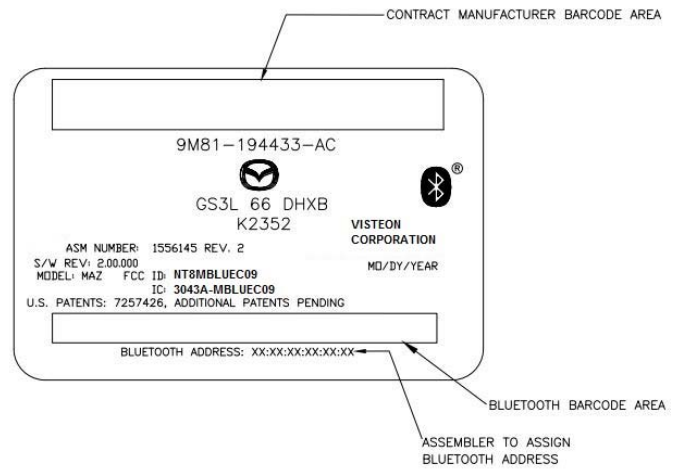 CONTRACT MANUFACTURER BARCODE AREA
9M81-194433-AC
®
GS3L 66 DHXB
K2352
VISTEON
CORPORATION
ASM NUMBER: 1556145 REV. 2
S/W REV: 2.00.000
MO/DY/YEAR
MODEL: MAZ FCC ID: NT8MBLUEC09
IC: 3043A-MBLUEC09
U.S. PATENTS: 7257426, ADDITIONAL PATENTS PENDING
BLUETOOTH ADDRESS: XX:XX:XX:XX:XX:XX
BLUETOOTH BARCODE AREA
ASSEMBLER TO ASSIGN
BLUETOOTH ADDRESS